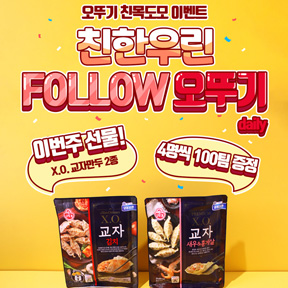 오뚜기 친목도모 이벤트
친한우린
FOLLOW 오뚜기
daily
이번주 선물!
X.O. 교자만두 2종
4명씩 100팀 증정
X.O.
교자
김치
X.O.
교자
새우&홍게살